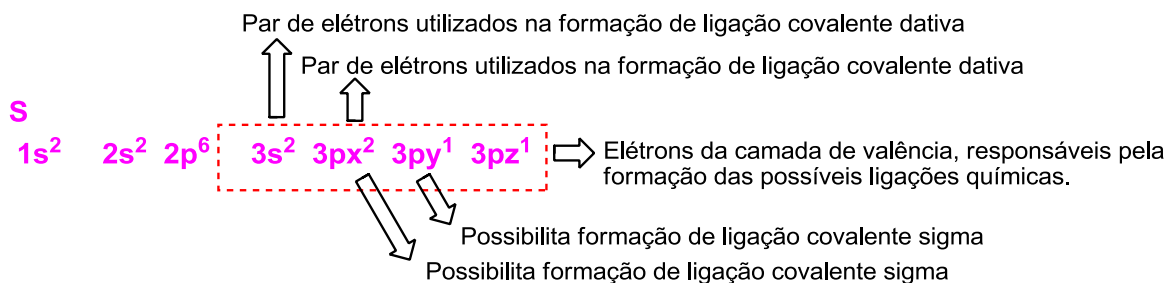 Par de elétrons utilizados na formação de ligação covalente dativa
Par de elétrons utilizados na formação de ligação covalente dativa
S
1s² 2s² 2p⁶ 3s² 3px² 3py¹ 3pz¹
Elétrons da camada de valência, responsáveis pela
formação das possíveis ligações químicas.
Possibilita formação de ligação covalente sigma
Possibilita formação de ligação covalente sigma